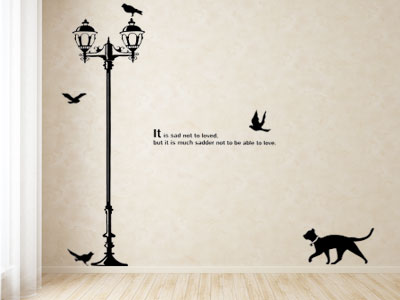 It is sad not to loved.
but it is much sadder not to be able to love.